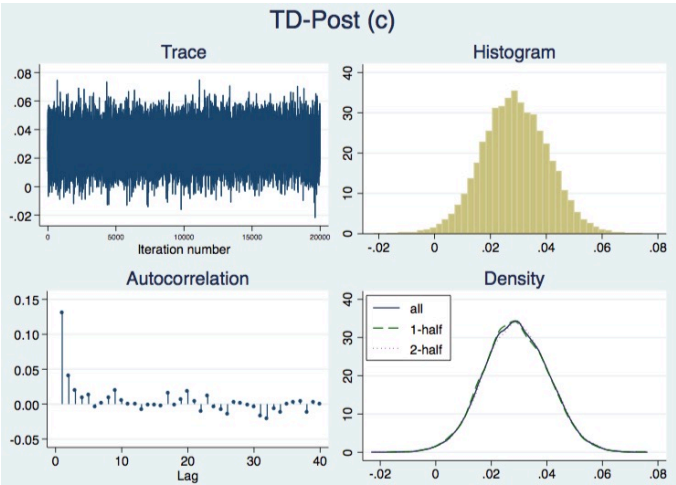 TD-Post (c)
Trace
.08
.06
.04
.02
0
-.02
0 5000 10000 15000 20000
Iteration number
Histogram
40
30
20
10
0
-.02 0 .02 .04 .06 .08
Autocorrelation
0.15
0.10
0.05
0.00
-0.05
0 10 20 30 40
Lag
Density
40
30
20
10
0
all
1-half
2-half
-.02 0 .02 .04 .06 .08